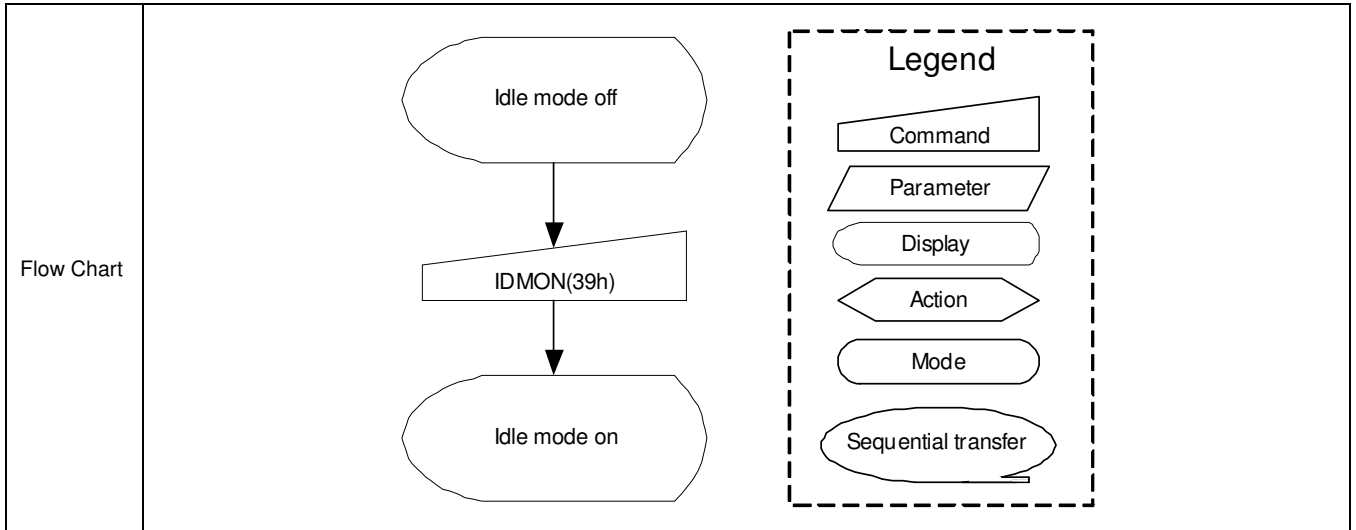 Flow Chart
Idle mode off
IDMON(39h)
Idle mode on
Legend
Command
Parameter
Display
Action
Mode
Sequential transfer